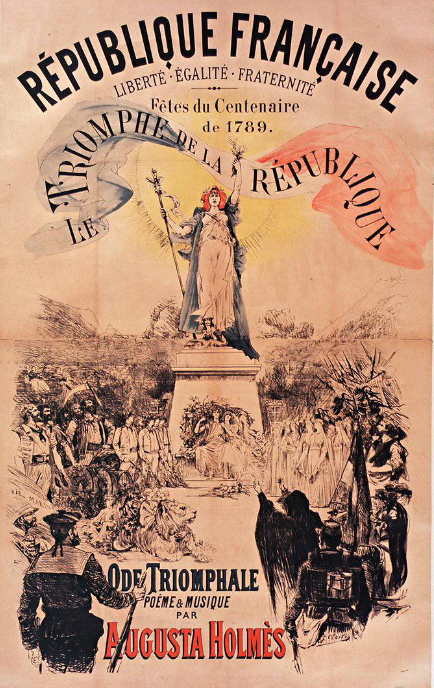 RÉPUBLIQUE FRANÇAISE
LIBERTÉ · ÉGALITÉ · FRATERNITÉ
Fêtes du Centenaire
de 1789.
LE TRIOMPHE DE LA RÉPUBLIQUE
ODE TRIOMPHALE
POÈME & MUSIQUE
PAR
AUGUSTA HOLMÈS